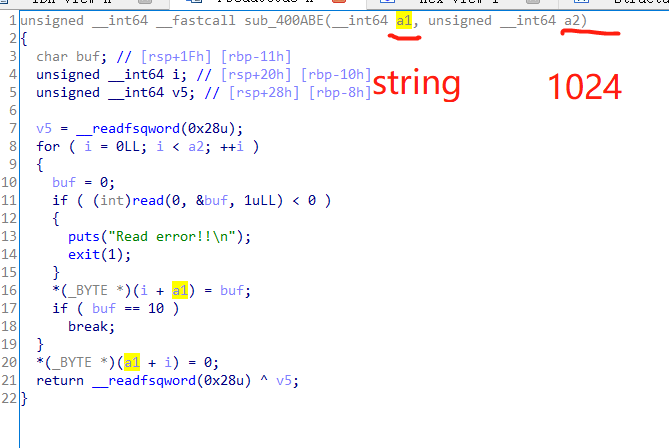 unsigned __int64 __fastcall sub_400ABE(__int64 a1, unsigned __int64 a2)
1
2 {
3 char buf; // [rsp+1Fh] [rbp-11h]
4 unsigned __int64 i; // [rsp+20h] [rbp-10h]
5 unsigned __int64 v5; // [rsp+28h] [rbp-8h]
string
1024
6
7 v5 = __readfsqword(0x28u);
8 for ( i = 0LL; i < a2; ++i )
9 {
10 buf = 0;
11 if ( (int)read(0, &buf, 1uLL) < 0 )
12 {
13 puts("Read error!!\n");
14 exit(1);
15 }
16 *(_BYTE *)(i + a1) = buf;
17 if ( buf == 10 )
18 break;
19 }
20 *(_BYTE *)(a1 + i) = 0;
21 return __readfsqword(0x28u) ^ v5;
22 }